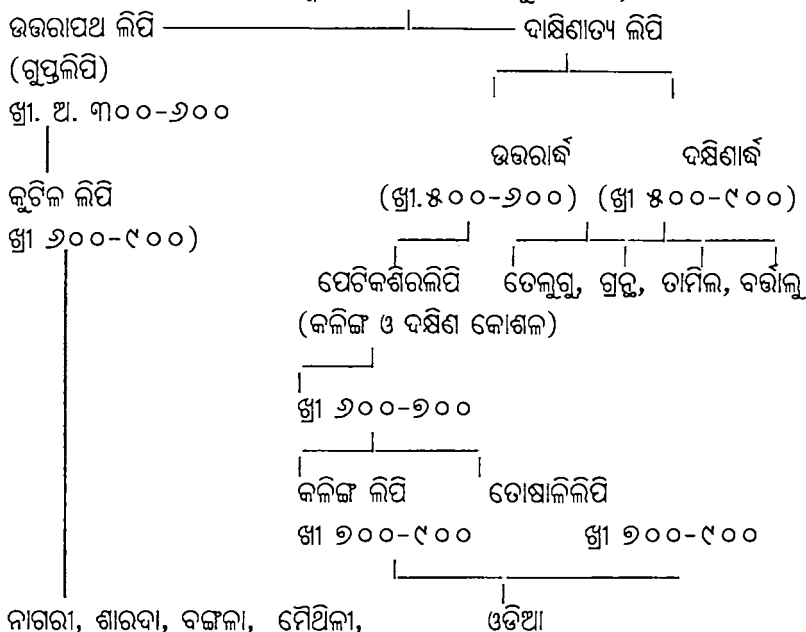 ଉତ୍ତରାପଥ ଲିପି ଦାକ୍ଷିଣାତ୍ୟ ଲିପି
(ଗୁପ୍ତଲିପି)
ଖ୍ରୀ. ଅ. ୩୦୦-୬୦୦
ଉତ୍ତରାର୍ଦ୍ଧ ଦକ୍ଷିଣାର୍ଦ୍ଧ
କୁଟିଳ ଲିପି (ଖ୍ରୀ.୫୦୦-୬୦୦) (ଖ୍ରୀ ୫୦୦-୯୦୦)
ଖ୍ରୀ ୬୦୦-୯୦୦)
ପେଟିକଶିରଲିପି ତେଲୁଗୁ, ଗ୍ରନ୍ଥ, ତାମିଲ, ବର୍ତ୍ତାଲୁ
(କଳିଙ୍ଗ ଓ ଦକ୍ଷିଣ କୋଶଳ)
ଖ୍ରୀ ୬୦୦-୭୦୦
କଳିଙ୍ଗ ଲିପି ତୋଷାଳିଲିପି
ଖୀ ୭୦୦-୯୦୦ ଖ୍ରୀ ୭୦୦-୯୦୦
ନାଗରୀ, ଶାରଦା, ବଙ୍ଗଳା, ମୈଥିଳୀ, ଓଡିଆ